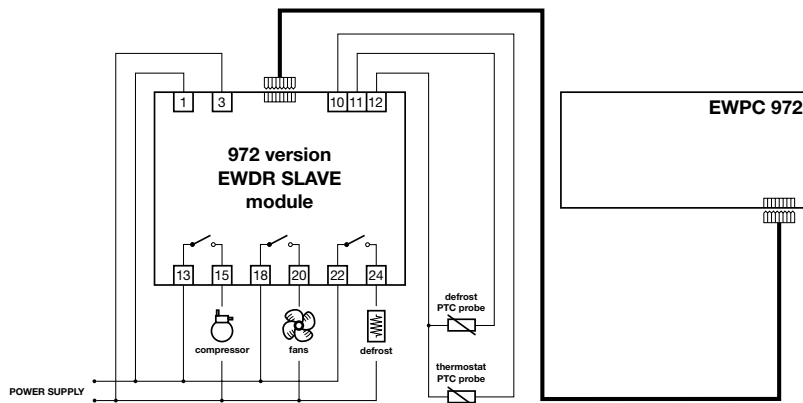 10 11 12
1 3
EWPC 972
972 version
EWDR SLAVE
module
13 15 18 20 22 24
defrost
PTC probe
compressor fans defrost
thermostat
PTC probe
POWER SUPPLY